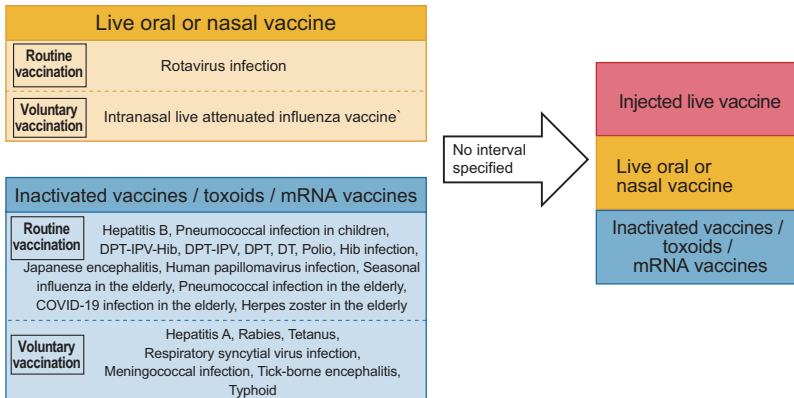 Live oral or nasal vaccine
Routine
vaccination
Rotavirus infection
Voluntary
vaccination
Intranasal live attenuated influenza vaccine`
Inactivated vaccines / toxoids / mRNA vaccines
Routine
vaccination
Hepatitis B, Pneumococcal infection in children,
DPT-IPV-Hib, DPT-IPV, DPT, DT, Polio, Hib infection,
Japanese encephalitis, Human papillomavirus infection, Seasonal
influenza in the elderly, Pneumococcal infection in the elderly,
COVID-19 infection in the elderly, Herpes zoster in the elderly
Voluntary
vaccination
Hepatitis A, Rabies, Tetanus,
Respiratory syncytial virus infection,
Meningococcal infection, Tick-borne encephalitis,
Typhoid
No interval
specified
Injected live vaccine
Live oral or
nasal vaccine
Inactivated vaccines /
toxoids /
mRNA vaccines